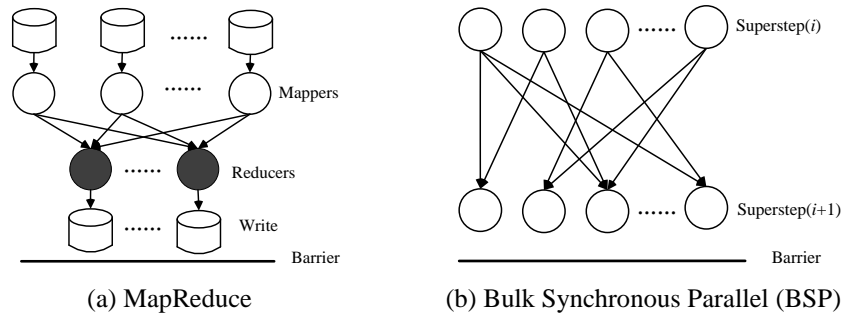 ......
Superstep(i)
......
......
Mappers
......
Reducers
......
Superstep(i+1)
......
Write
......
Barrier
Barrier
(a) MapReduce
(b) Bulk Synchronous Parallel (BSP)